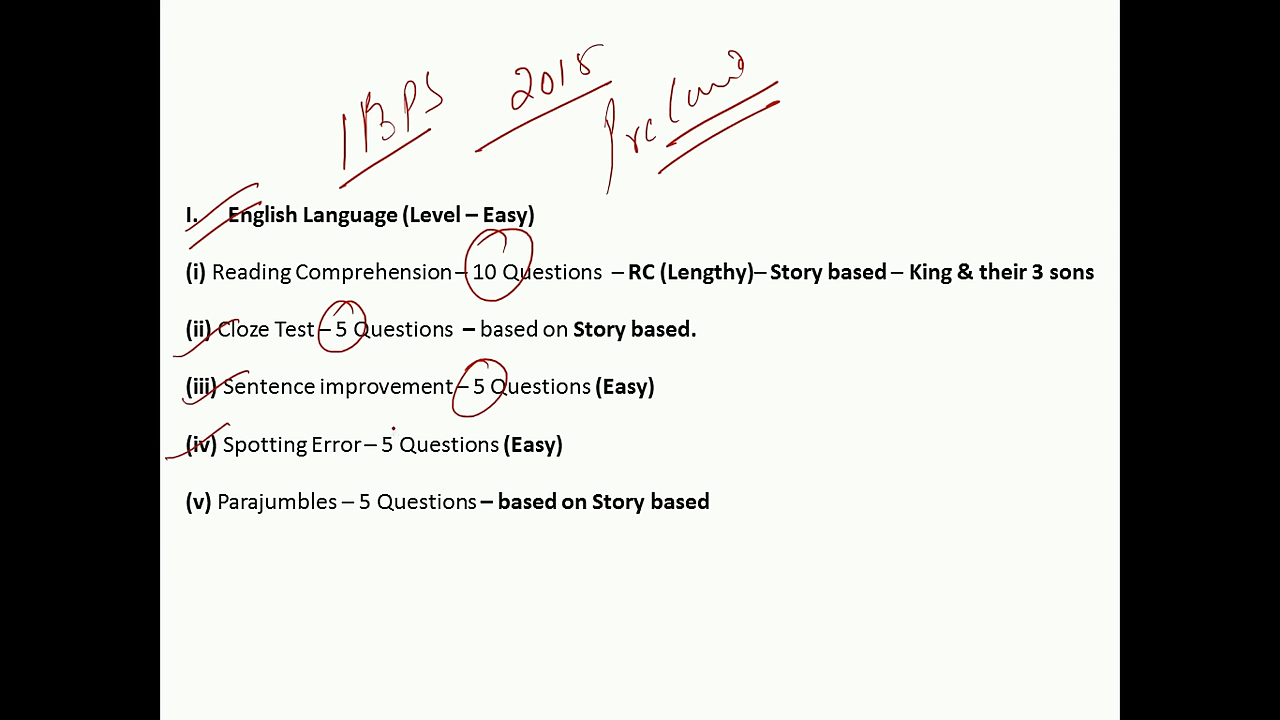 IBPS 2018
I. English Language (Level – Easy)
(i) Reading Comprehension – 10 Questions – RC (Lengthy)– Story based – King & their 3 sons
(ii) Cloze Test – 5 Questions – based on Story based.
(iii) Sentence improvement – 5 Questions (Easy)
(iv) Spotting Error – 5 Questions (Easy)
(v) Parajumbles – 5 Questions – based on Story based